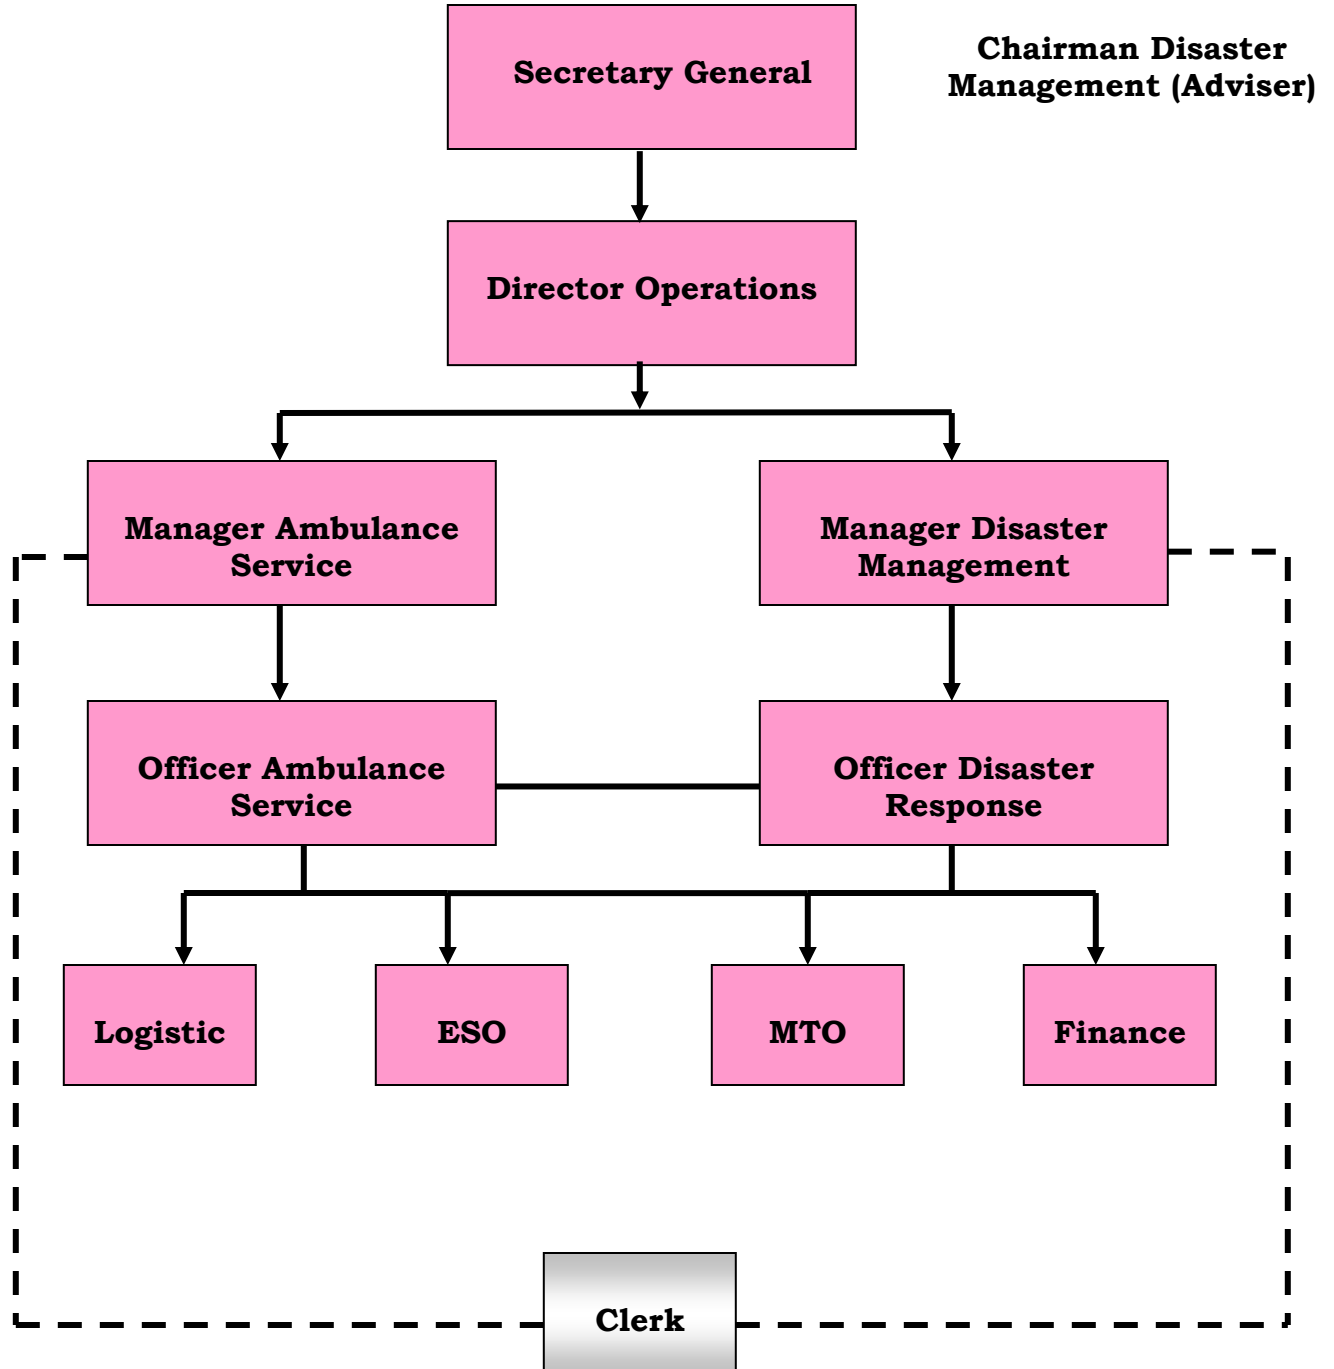 Secretary General
Chairman Disaster
Management (Adviser)
Director Operations
Manager Ambulance
Service
Manager Disaster
Management
Officer Ambulance
Service
Officer Disaster
Response
Logistic
ESO
MTO
Finance
Clerk